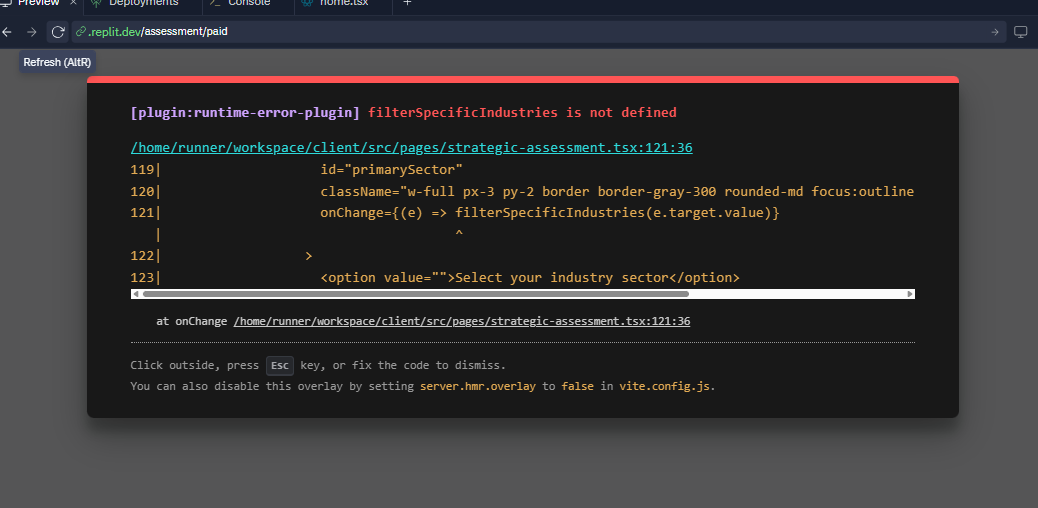 Preview × Deployments Console home.tsx +
.replit.dev/assessment/paid
Refresh (AltR)
[plugin:runtime-error-plugin] filterSpecificIndustries is not defined
/home/runner/workspace/client/src/pages/strategic-assessment.tsx:121:36
119| id="primarySector"
120| className="w-full px-3 py-2 border border-gray-300 rounded-md focus:outline
121| onChange={(e) => filterSpecificIndustries(e.target.value)}
| ^
122| >
123| <option value="">Select your industry sector</option>
at onChange /home/runner/workspace/client/src/pages/strategic-assessment.tsx:121:36
Click outside, press Esc key, or fix the code to dismiss.
You can also disable this overlay by setting server.hmr.overlay to false in vite.config.js.